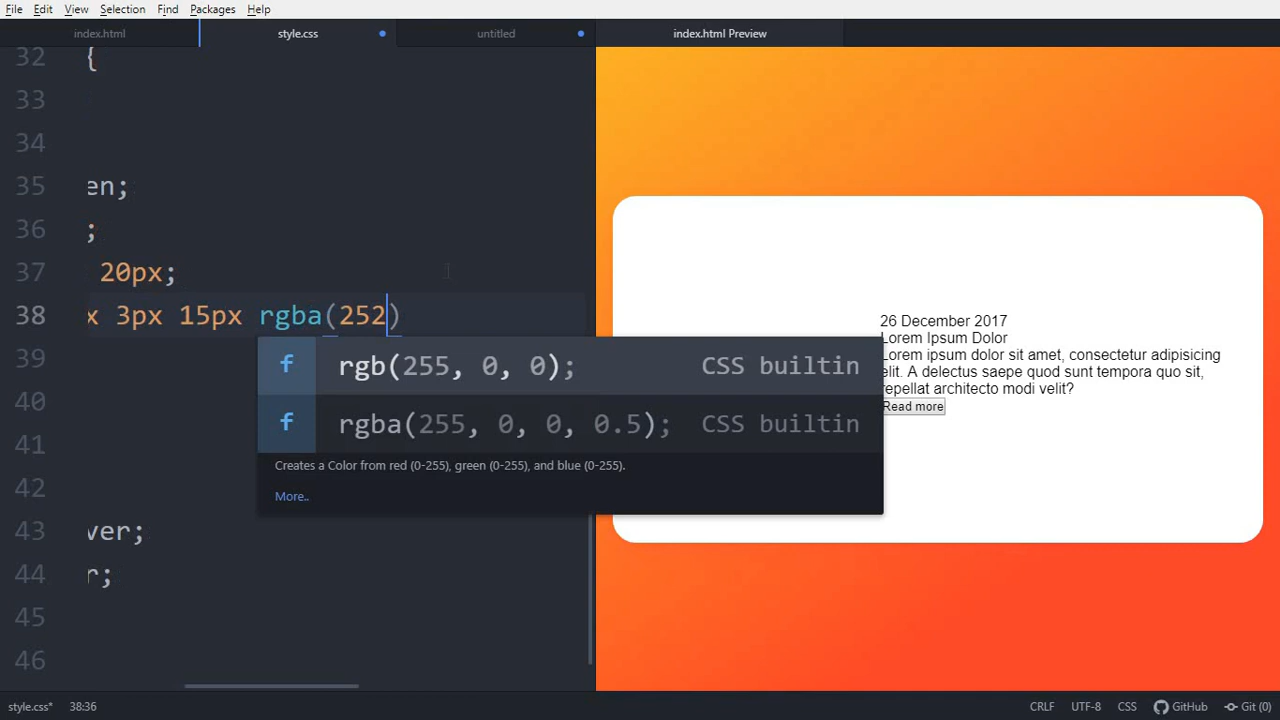 File Edit View Selection Find Packages Help
index.html style.css untitled index.html Preview
32 {
33
34
35 en;
36 ;
37 20px;
38 x 3px 15px rgba(252)
39
40
41
42
43 ver;
44 r;
45
46
rgb(255, 0, 0); CSS builtin
rgba(255, 0, 0, 0.5); CSS builtin
Creates a Color from red (0-255), green (0-255), and blue (0-255).
More..
26 December 2017
Lorem Ipsum Dolor
Lorem ipsum dolor sit amet, consectetur adipisicing
elit. A delectus saepe quod sunt tempora quo sit,
repellat architecto modi velit?
Read more
style.css* 38:36 CRLF UTF-8 CSS GitHub Git (0)